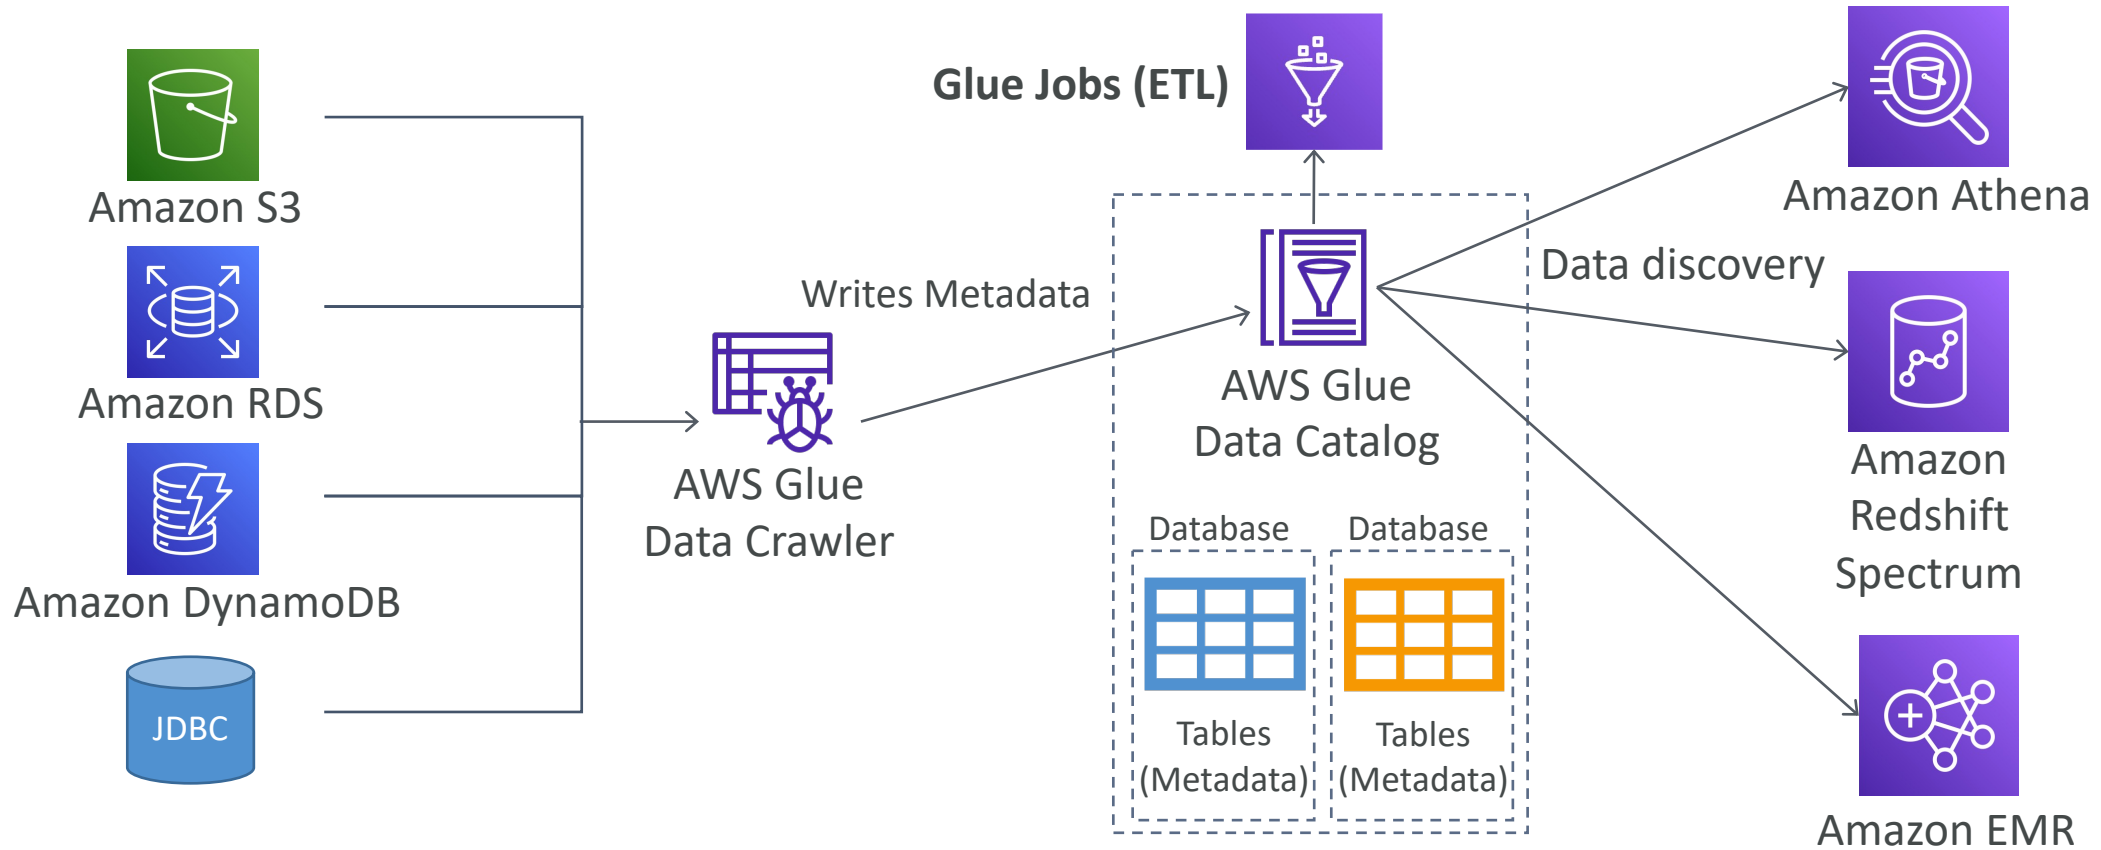 Glue Jobs (ETL)
Amazon S3
Amazon RDS
Amazon DynamoDB
JDBC
AWS Glue
Data Crawler
Writes Metadata
AWS Glue
Data Catalog
Database
Tables
(Metadata)
Database
Tables
(Metadata)
Data discovery
Amazon Athena
Amazon
Redshift
Spectrum
Amazon EMR